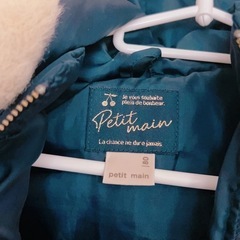 Je vous souhaite
plein de bonheur.
Petit
main
La chance ne dure jamais.
petit main